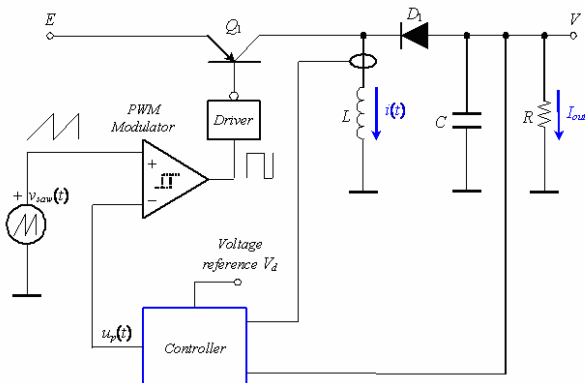 E
Q1
D1
V
PWM
Modulator
Driver
L
i(t)
C
R
Iout
+
−
+ vsaw(t)
Voltage
reference Vd
up(t)
Controller